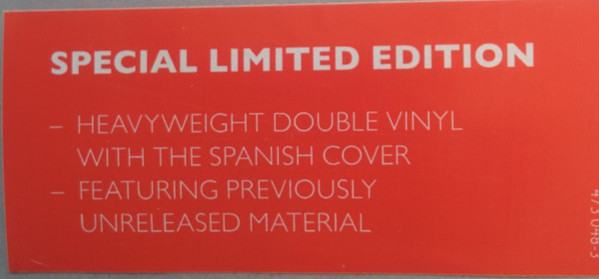 SPECIAL LIMITED EDITION
– HEAVYWEIGHT DOUBLE VINYL
WITH THE SPANISH COVER
– FEATURING PREVIOUSLY
UNRELEASED MATERIAL